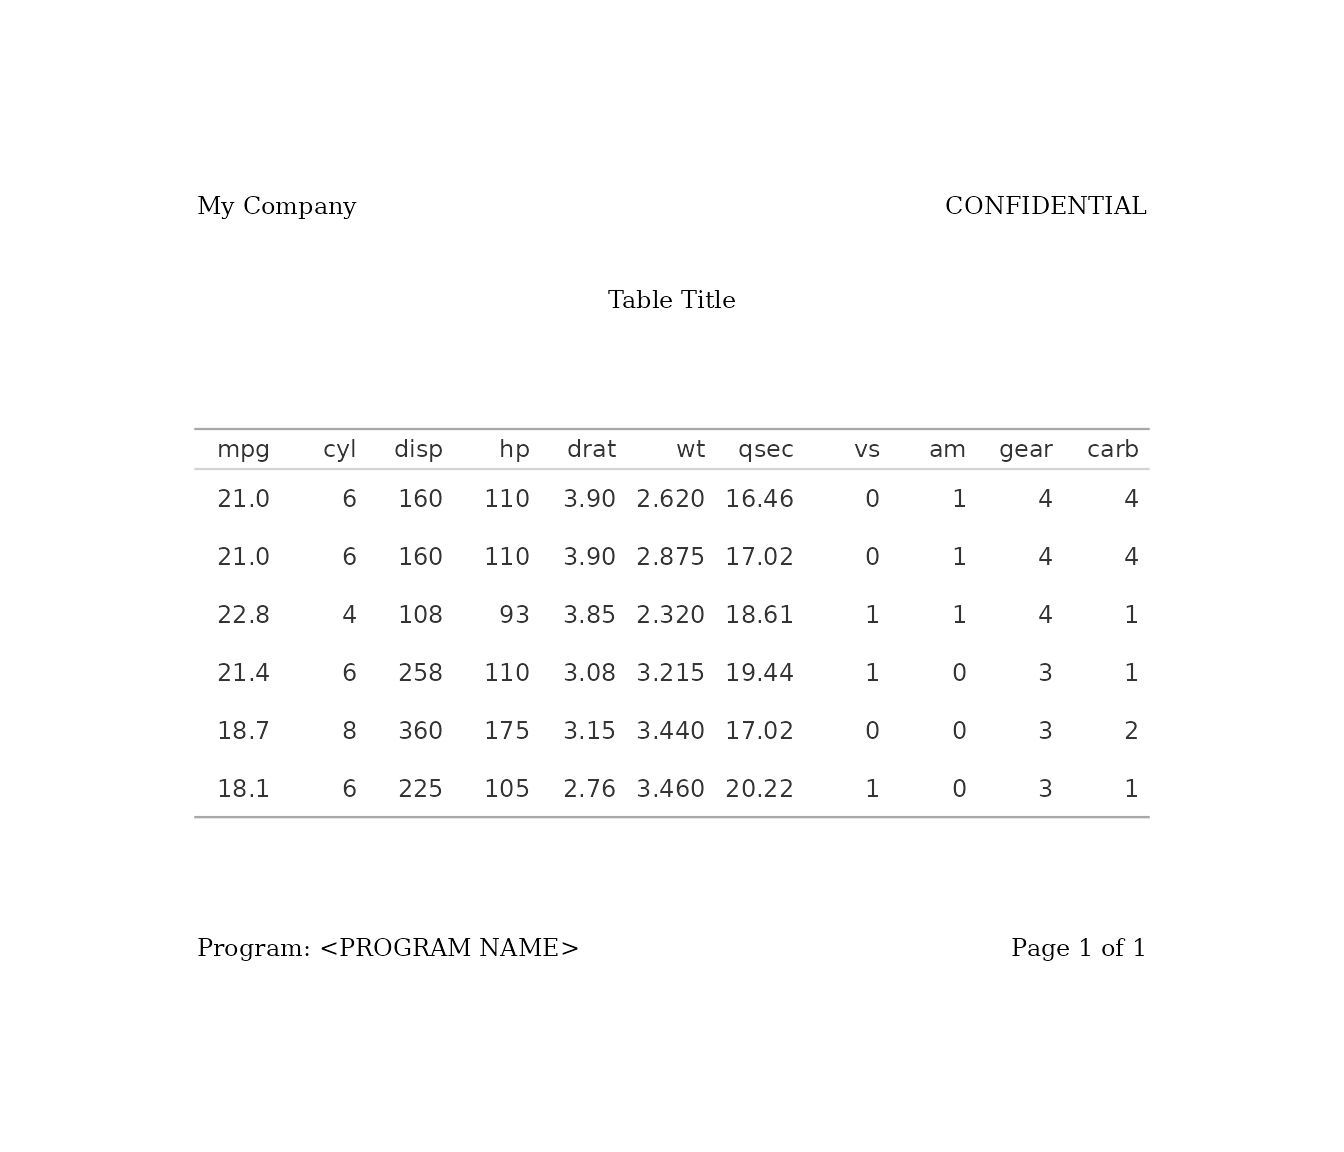 My Company CONFIDENTIAL
Table Title
mpg cyl disp hp drat wt qsec vs am gear carb
21.0 6 160 110 3.90 2.620 16.46 0 1 4 4
21.0 6 160 110 3.90 2.875 17.02 0 1 4 4
22.8 4 108 93 3.85 2.320 18.61 1 1 4 1
21.4 6 258 110 3.08 3.215 19.44 1 0 3 1
18.7 8 360 175 3.15 3.440 17.02 0 0 3 2
18.1 6 225 105 2.76 3.460 20.22 1 0 3 1
Program: <PROGRAM NAME> Page 1 of 1